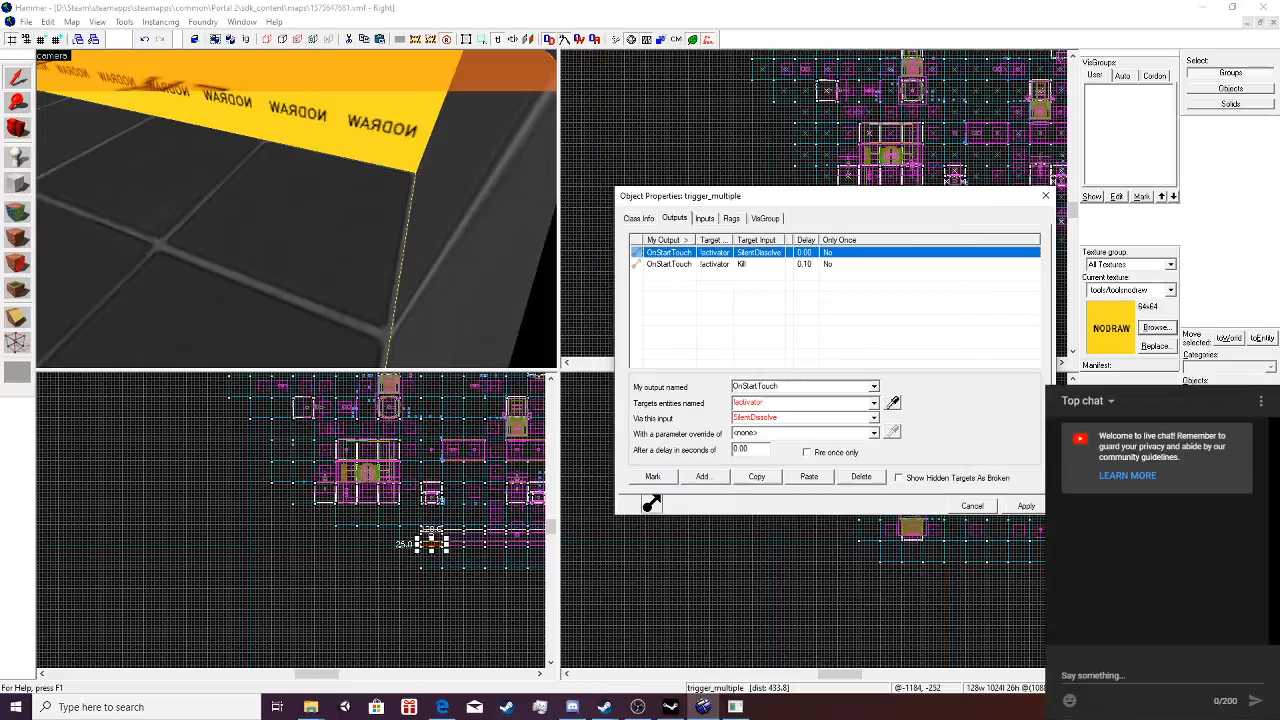 Hammer - [D:\Steam\steamapps\common\Portal 2\sdk_content\maps\1575647681.vmf - Right]
File Edit Map View Tools Instancing Foundry Window Help
camera
NODRAW NODRAW NODRAW NODRAW
VisGroups:
User Auto Cordon
Show Edit Mark
Select:
Groups
Objects
Solids
Texture group:
All Textures
Current texture:
tools/toolsnodraw
64x64
NODRAW
Browse...
Replace...
Manifest:
Move selected:
toWorld toEntity
Categories:
Objects:
Object Properties: trigger_multiple
Class Info Outputs Inputs Flags VisGroup
My Output > Target ... Target Input Delay Only Once
OnStartTouch !activator SilentDissolve 0.00 No
OnStartTouch !activator Kill 0.10 No
My output named OnStartTouch
Targets entities named !activator
Via this input SilentDissolve
With a parameter override of <none>
After a delay in seconds of 0.00 Fire once only
Mark Add... Copy Paste Delete Show Hidden Targets As Broken
Cancel Apply
Top chat
Welcome to live chat! Remember to
guard your privacy and abide by our
community guidelines.
LEARN MORE
Say something...
0/200
For Help, press F1
trigger_multiple [dist: 433.8]
@-1184, -252
Type here to search